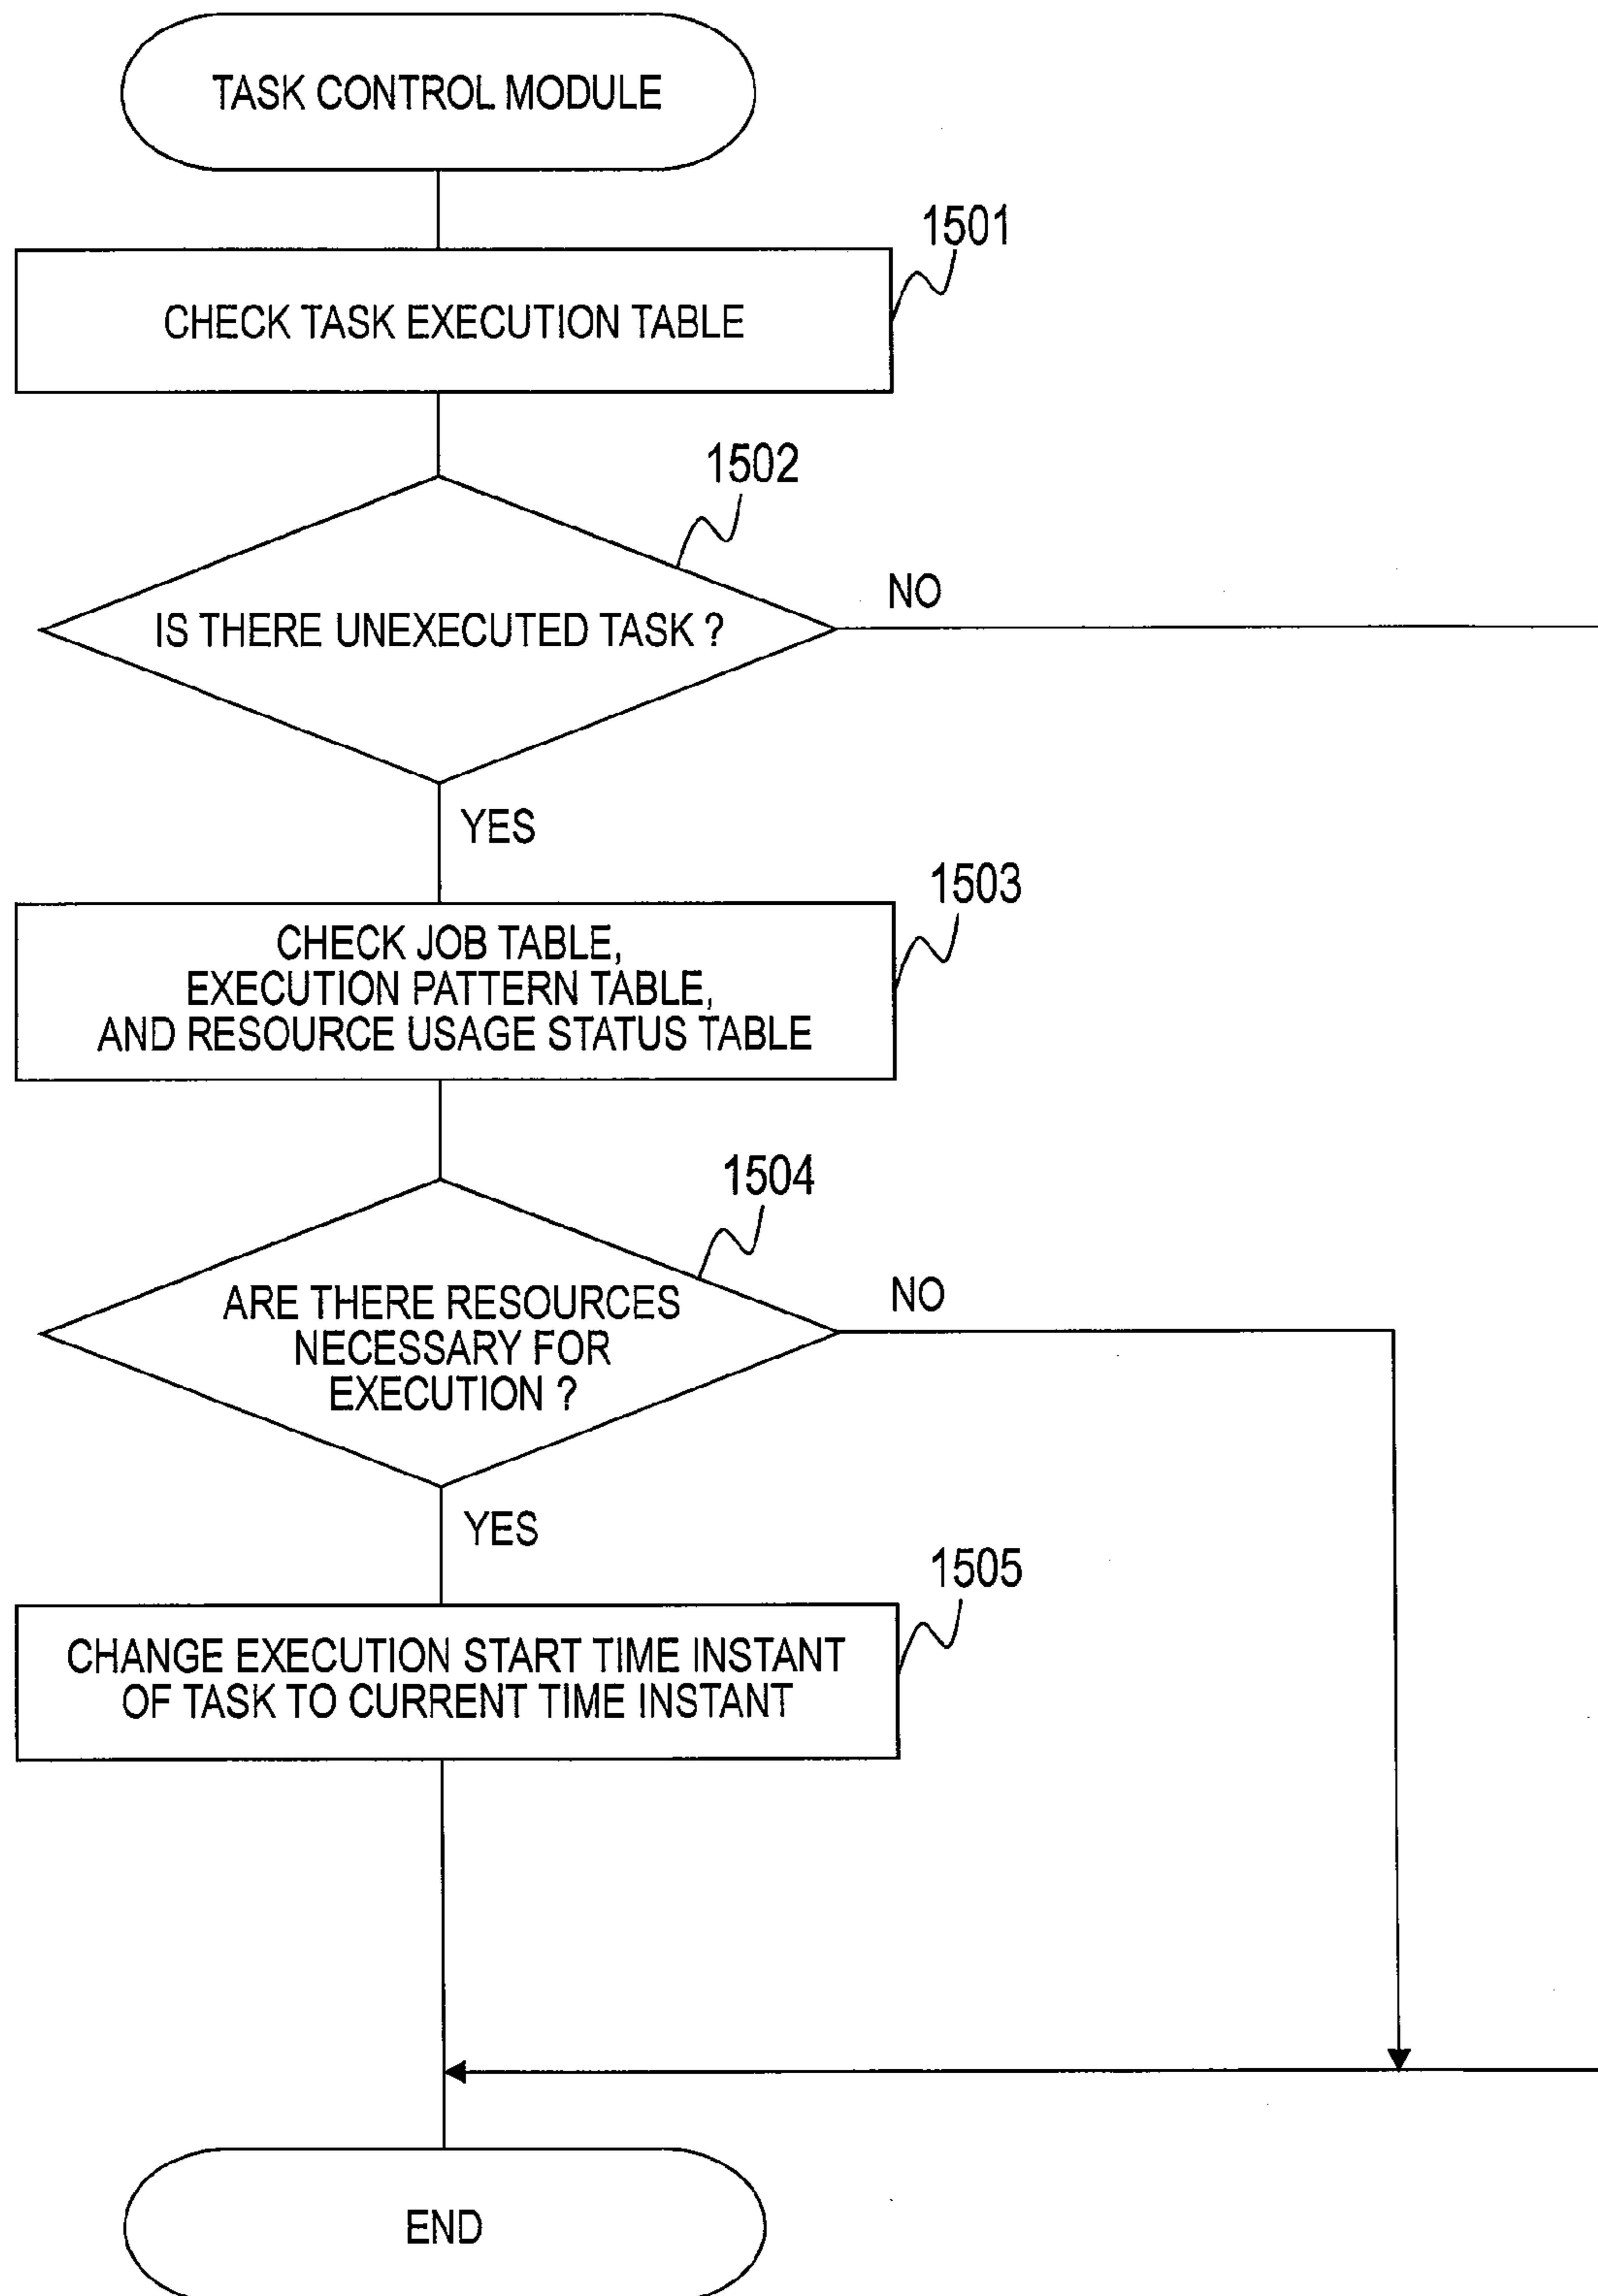 TASK CONTROL MODULE
1501
CHECK TASK EXECUTION TABLE
1502
IS THERE UNEXECUTED TASK ?
NO
YES
1503
CHECK JOB TABLE,
EXECUTION PATTERN TABLE,
AND RESOURCE USAGE STATUS TABLE
1504
ARE THERE RESOURCES
NECESSARY FOR
EXECUTION ?
NO
YES
1505
CHANGE EXECUTION START TIME INSTANT
OF TASK TO CURRENT TIME INSTANT
END